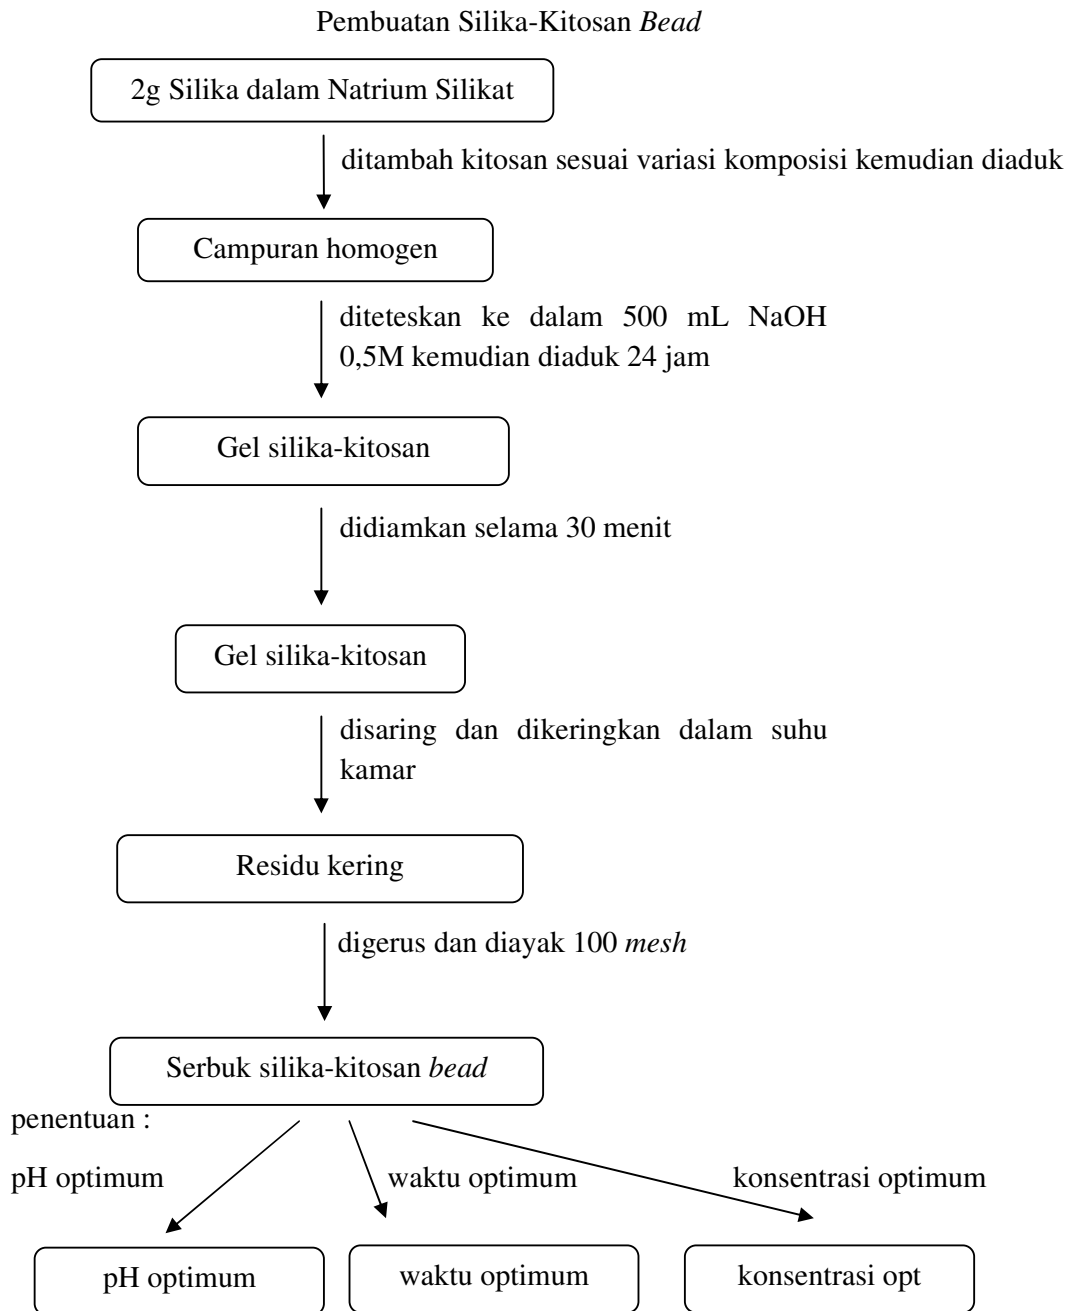 Pembuatan Silika-Kitosan Bead
2g Silika dalam Natrium Silikat
ditambah kitosan sesuai variasi komposisi kemudian diaduk
Campuran homogen
diteteskan ke dalam 500 mL NaOH
0,5M kemudian diaduk 24 jam
Gel silika-kitosan
didiamkan selama 30 menit
Gel silika-kitosan
disaring dan dikeringkan dalam suhu
kamar
Residu kering
digerus dan diayak 100 mesh
Serbuk silika-kitosan bead
penentuan :
pH optimum
waktu optimum
konsentrasi optimum
pH optimum
waktu optimum
konsentrasi opt